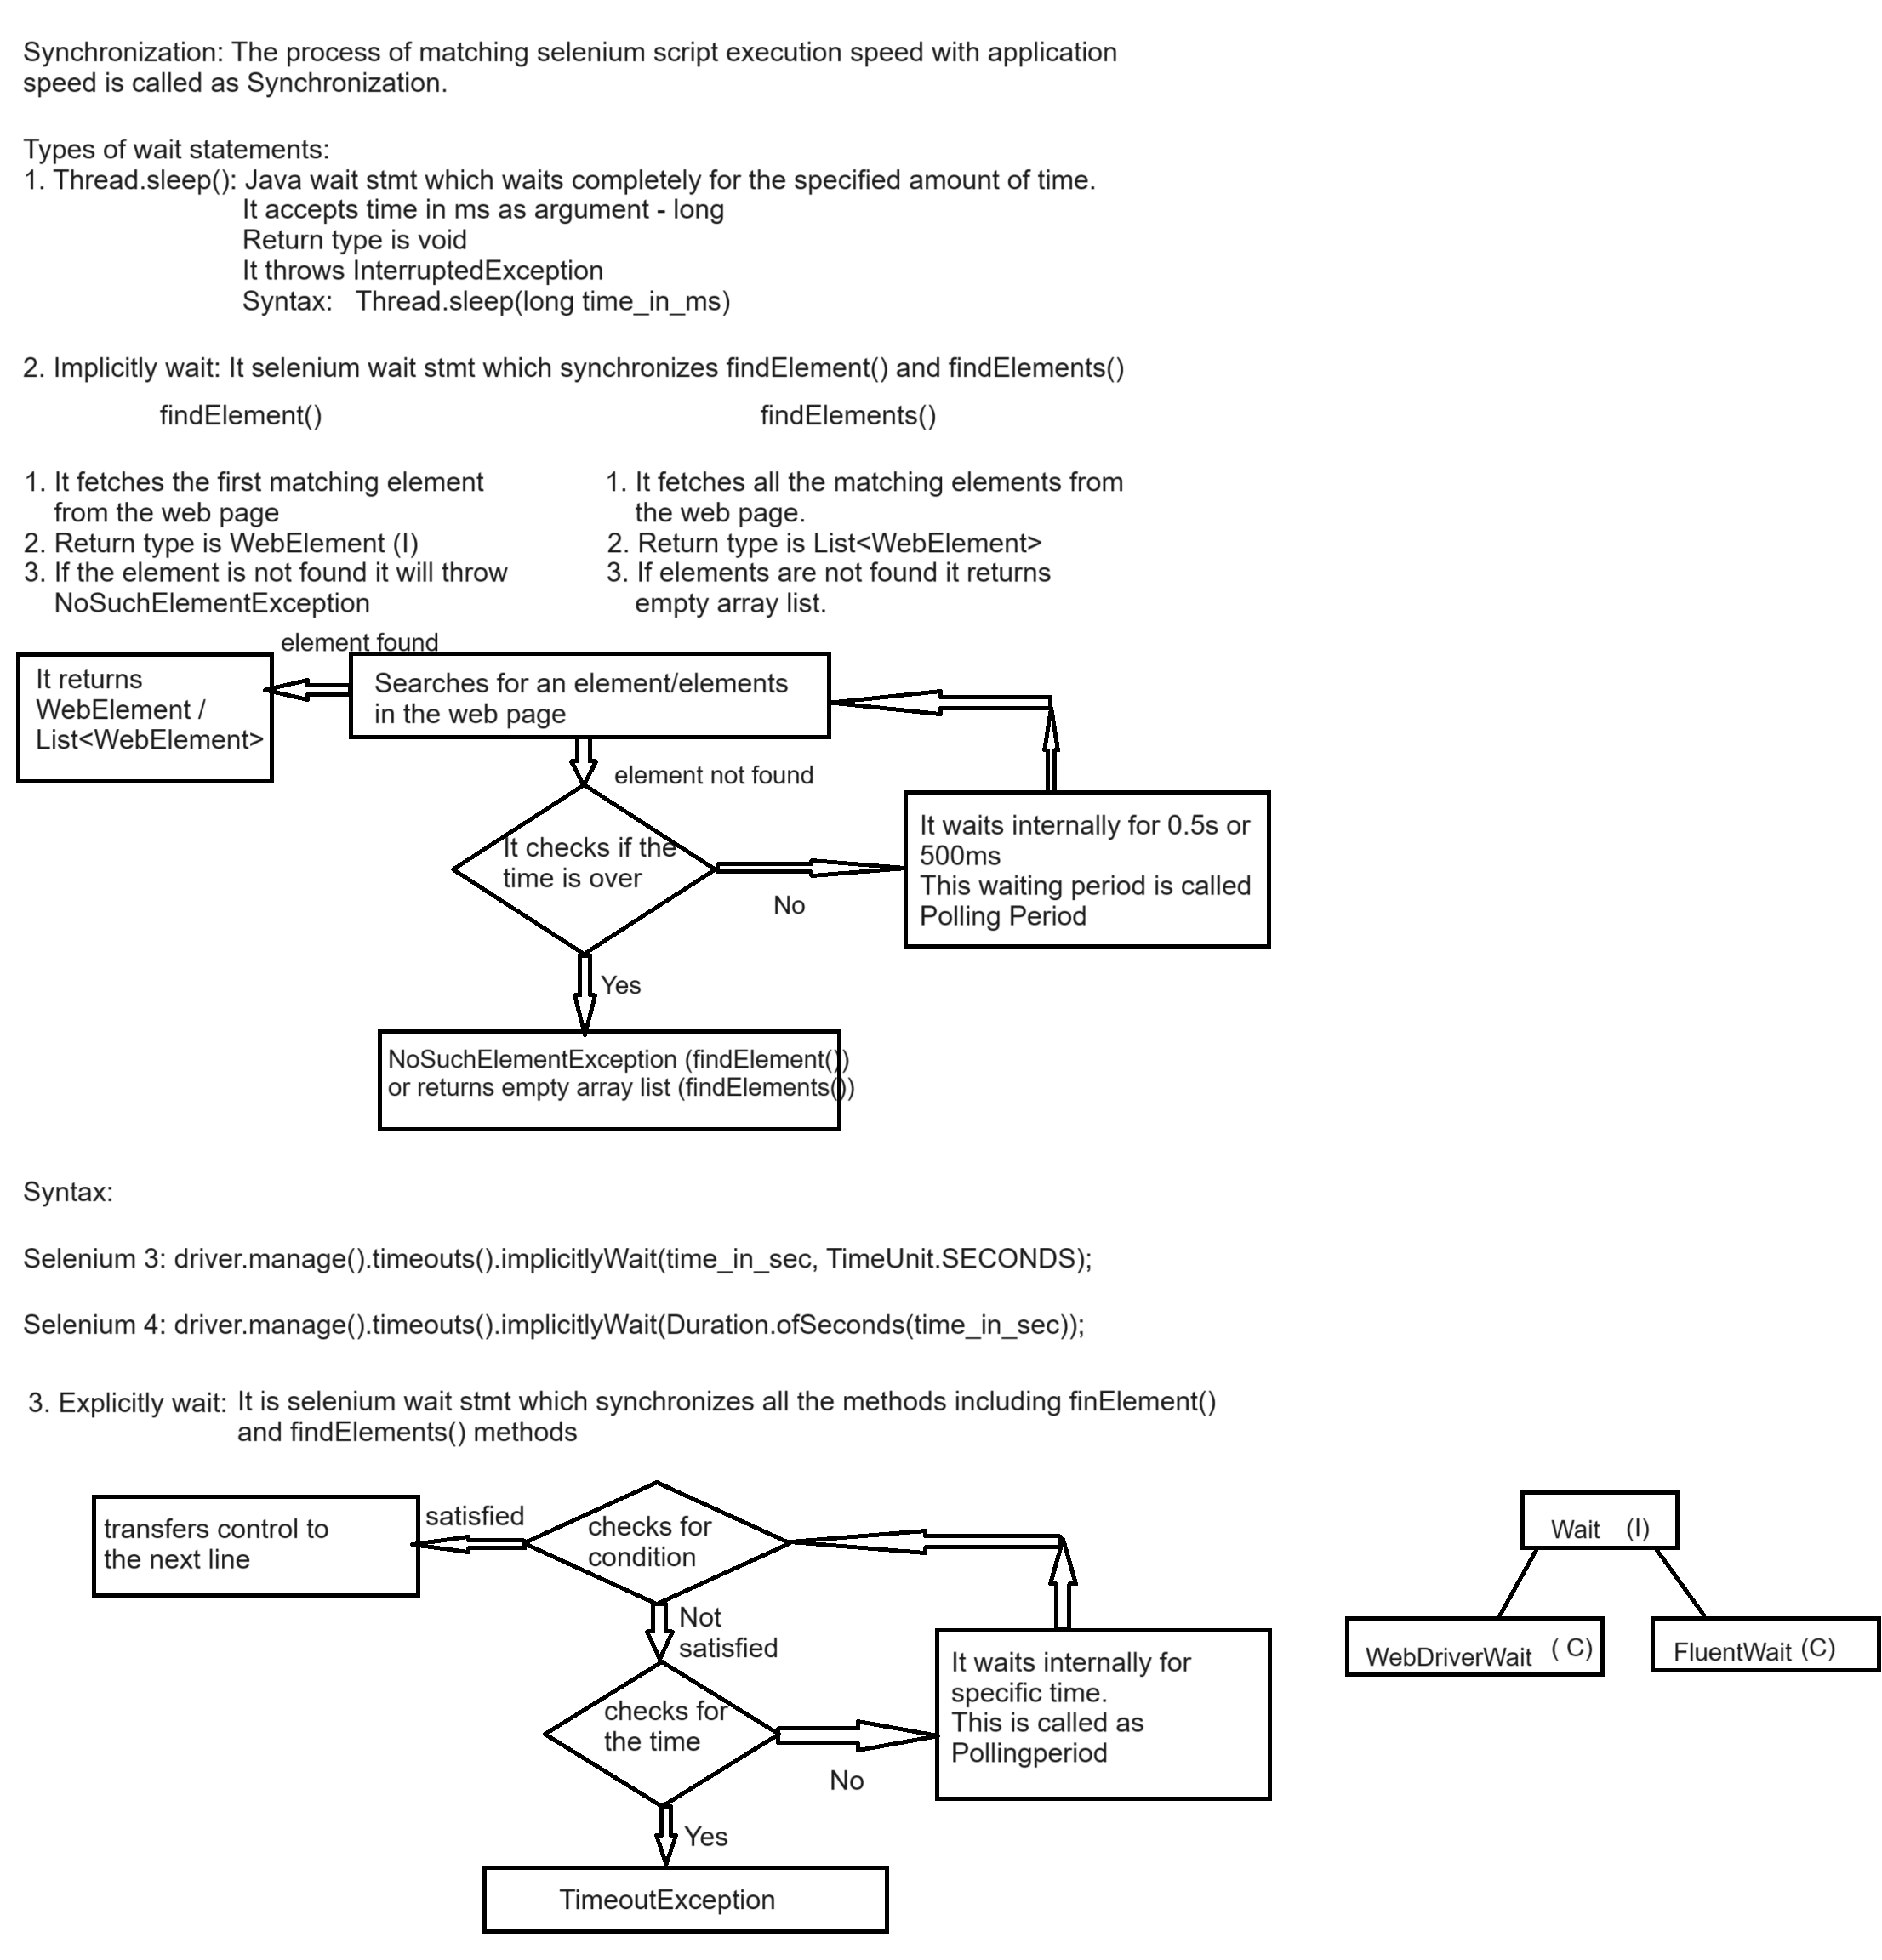 Synchronization: The process of matching selenium script execution speed with application
speed is called as Synchronization.
Types of wait statements:
1. Thread.sleep(): Java wait stmt which waits completely for the specified amount of time.
It accepts time in ms as argument - long
Return type is void
It throws InterruptedException
Syntax:   Thread.sleep(long time_in_ms)
2. Implicitly wait: It selenium wait stmt which synchronizes findElement() and findElements()
findElement()
1. It fetches the first matching element
from the web page
2. Return type is WebElement (I)
3. If the element is not found it will throw
NoSuchElementException
findElements()
1. It fetches all the matching elements from
the web page.
2. Return type is List<WebElement>
3. If elements are not found it returns
empty array list.
element found
It returns
WebElement /
List<WebElement>
Searches for an element/elements
in the web page
element not found
It checks if the
time is over
No
It waits internally for 0.5s or
500ms
This waiting period is called
Polling Period
Yes
NoSuchElementException (findElement())
or returns empty array list (findElements())
Syntax:
Selenium 3: driver.manage().timeouts().implicitlyWait(time_in_sec, TimeUnit.SECONDS);
Selenium 4: driver.manage().timeouts().implicitlyWait(Duration.ofSeconds(time_in_sec));
3. Explicitly wait: It is selenium wait stmt which synchronizes all the methods including finElement()
and findElements() methods
transfers control to
the next line
satisfied
checks for
condition
Not
satisfied
checks for
the time
No
It waits internally for
specific time.
This is called as
Pollingperiod
Yes
TimeoutException
Wait (I)
WebDriverWait ( C)
FluentWait (C)